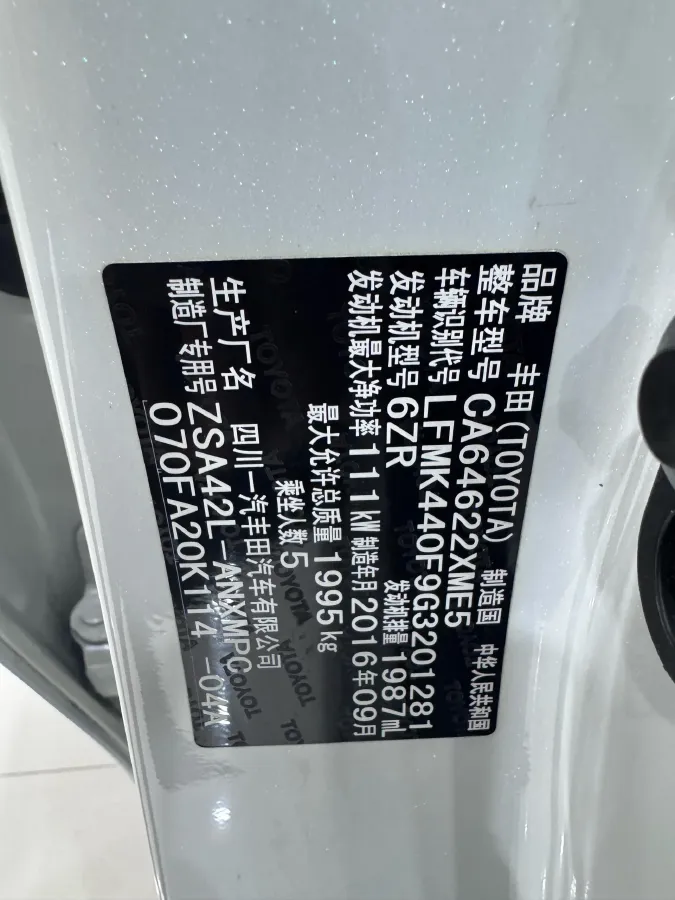 品牌 丰田(TOYOTA) 制造国 中华人民共和国
整车型号 CA64622XME5
车辆识别代号 LFMK440F9G3201281
发动机型号 6ZR 发动机排量 1987mL
发动机最大净功率 111kW 制造年月 2016年09月
最大允许总质量 1995kg
乘坐人数 5
生产厂名 四川一汽丰田汽车有限公司
制造厂专用号 ZSA42L-ANXMPC
070FA20K114 -04A